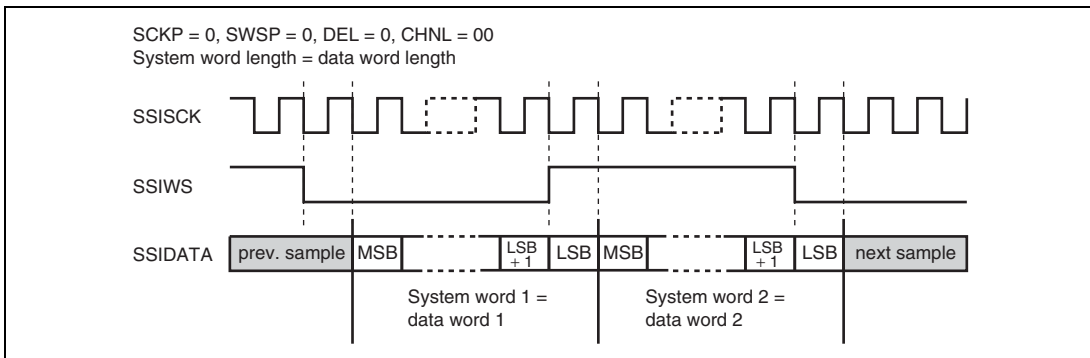 SCKP = 0, SWSP = 0, DEL = 0, CHNL = 00
System word length = data word length
SSISCK
SSIWS
SSIDATA
prev. sample
MSB
LSB
+ 1
LSB
MSB
LSB
+ 1
LSB
next sample
System word 1 =
data word 1
System word 2 =
data word 2